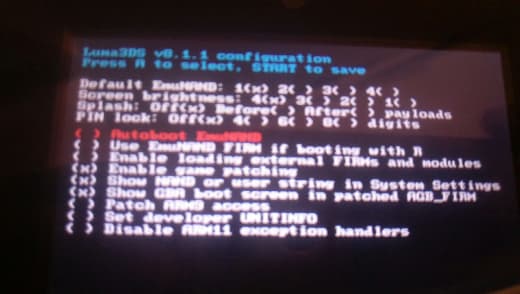 Luma3DS v8.1.1 configuration
Press A to select, START to save
Default EmuNAND: 1(x) 2( ) 3( ) 4( )
Screen brightness: 4(x) 3( ) 2( ) 1( )
Splash: Off(x) Before( ) After( ) payloads
PIN lock: Off(x) 4( ) 6( ) 8( ) digits
( ) Autoboot EmuNAND
( ) Use EmuNAND FIRM if booting with R
( ) Enable loading external FIRMs and modules
(x) Enable game patching
(x) Show NAND or user string in System Settings
(x) Show GBA boot screen in patched AGB_FIRM
( ) Patch ARM9 access
( ) Set developer UNITINFO
( ) Disable ARM11 exception handlers